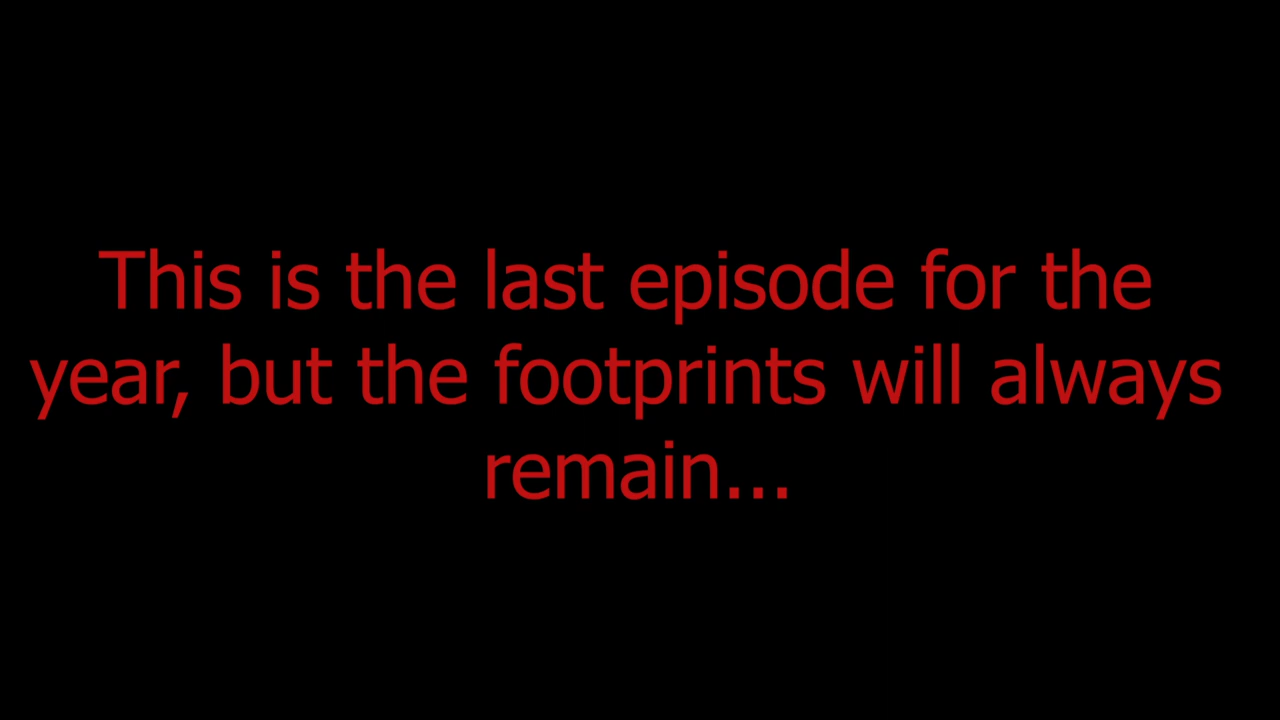 This is the last episode for the
year, but the footprints will always
remain...